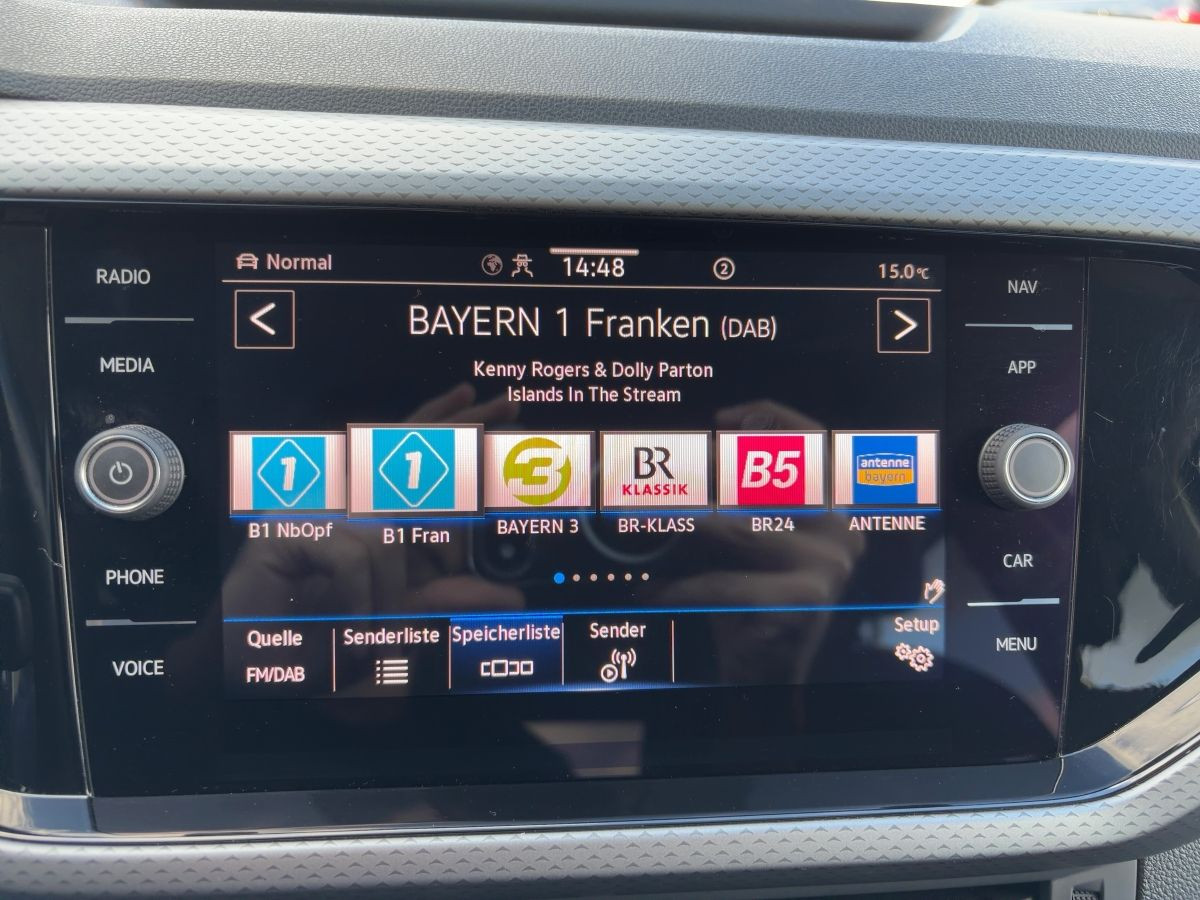 RADIO
MEDIA
PHONE
VOICE
Normal
14:48
2
15.0°C
BAYERN 1 Franken (DAB)
Kenny Rogers & Dolly Parton
Islands In The Stream
1
1
3
BR
KLASSIK
B5
antenne
bayern
B1 NbOpf
B1 Fran
BAYERN 3
BR-KLASS
BR24
ANTENNE
Quelle
FM/DAB
Senderliste
Speicherliste
Sender
Setup
NAV
APP
CAR
MENU